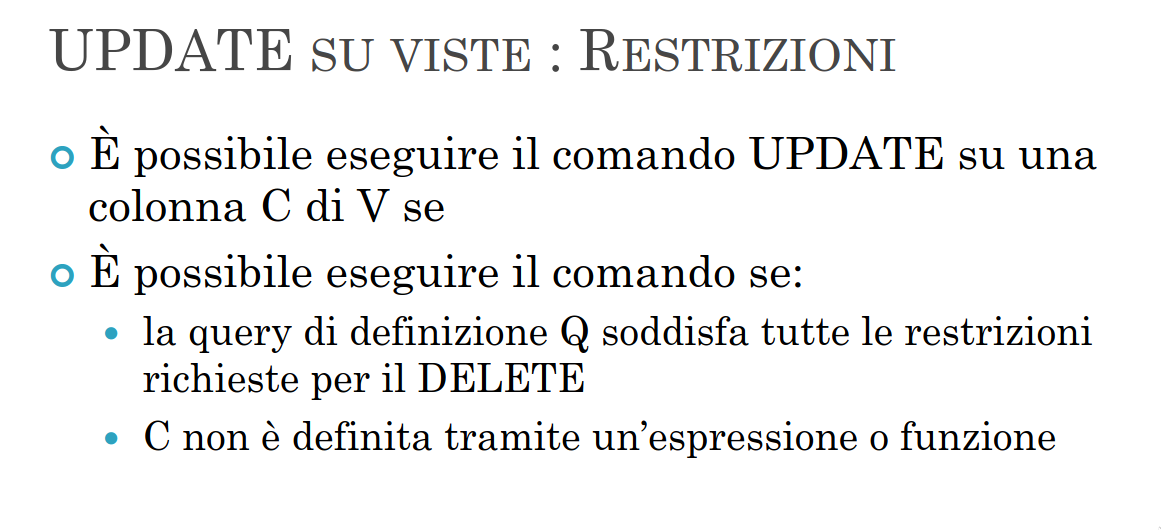 UPDATE SU VISTE : RESTRIZIONI
È possibile eseguire il comando UPDATE su una
colonna C di V se
È possibile eseguire il comando se:
la query di definizione Q soddisfa tutte le restrizioni
richieste per il DELETE
C non è definita tramite un’espressione o funzione